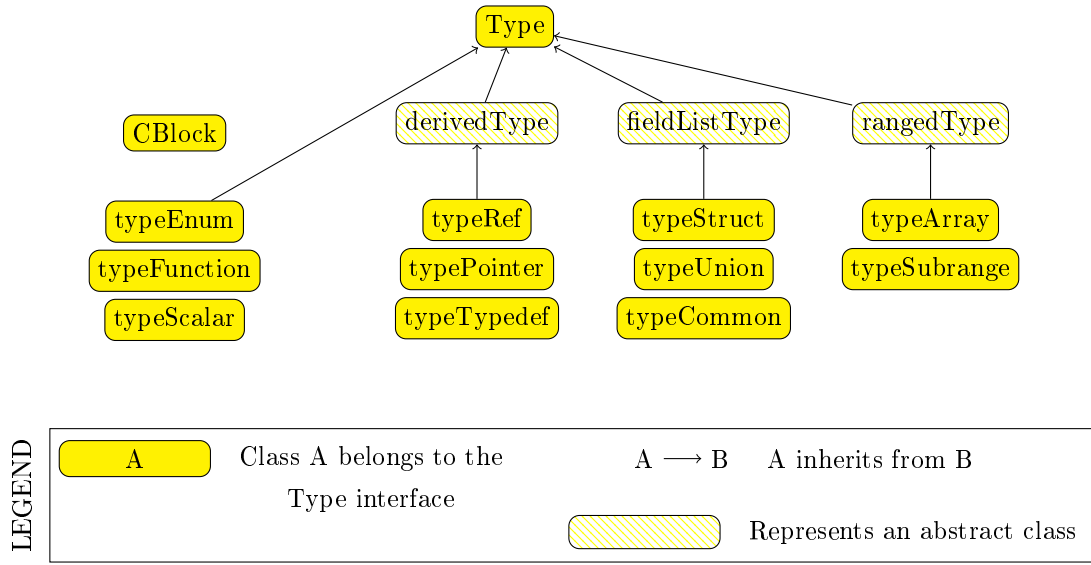 Type
CBlock
derivedType
fieldListType
rangedType
typeEnum
typeFunction
typeScalar
typeRef
typePointer
typeTypedef
typeStruct
typeUnion
typeCommon
typeArray
typeSubrange
LEGEND
A
Class A belongs to the
Type interface
A ⟶ B
A inherits from B
Represents an abstract class